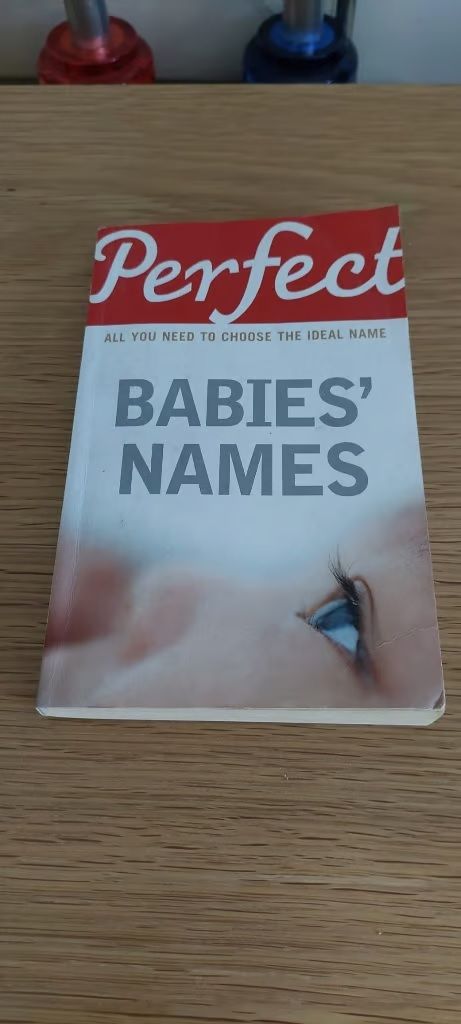 Perfect
ALL YOU NEED TO CHOOSE THE IDEAL NAME
BABIES’
NAMES